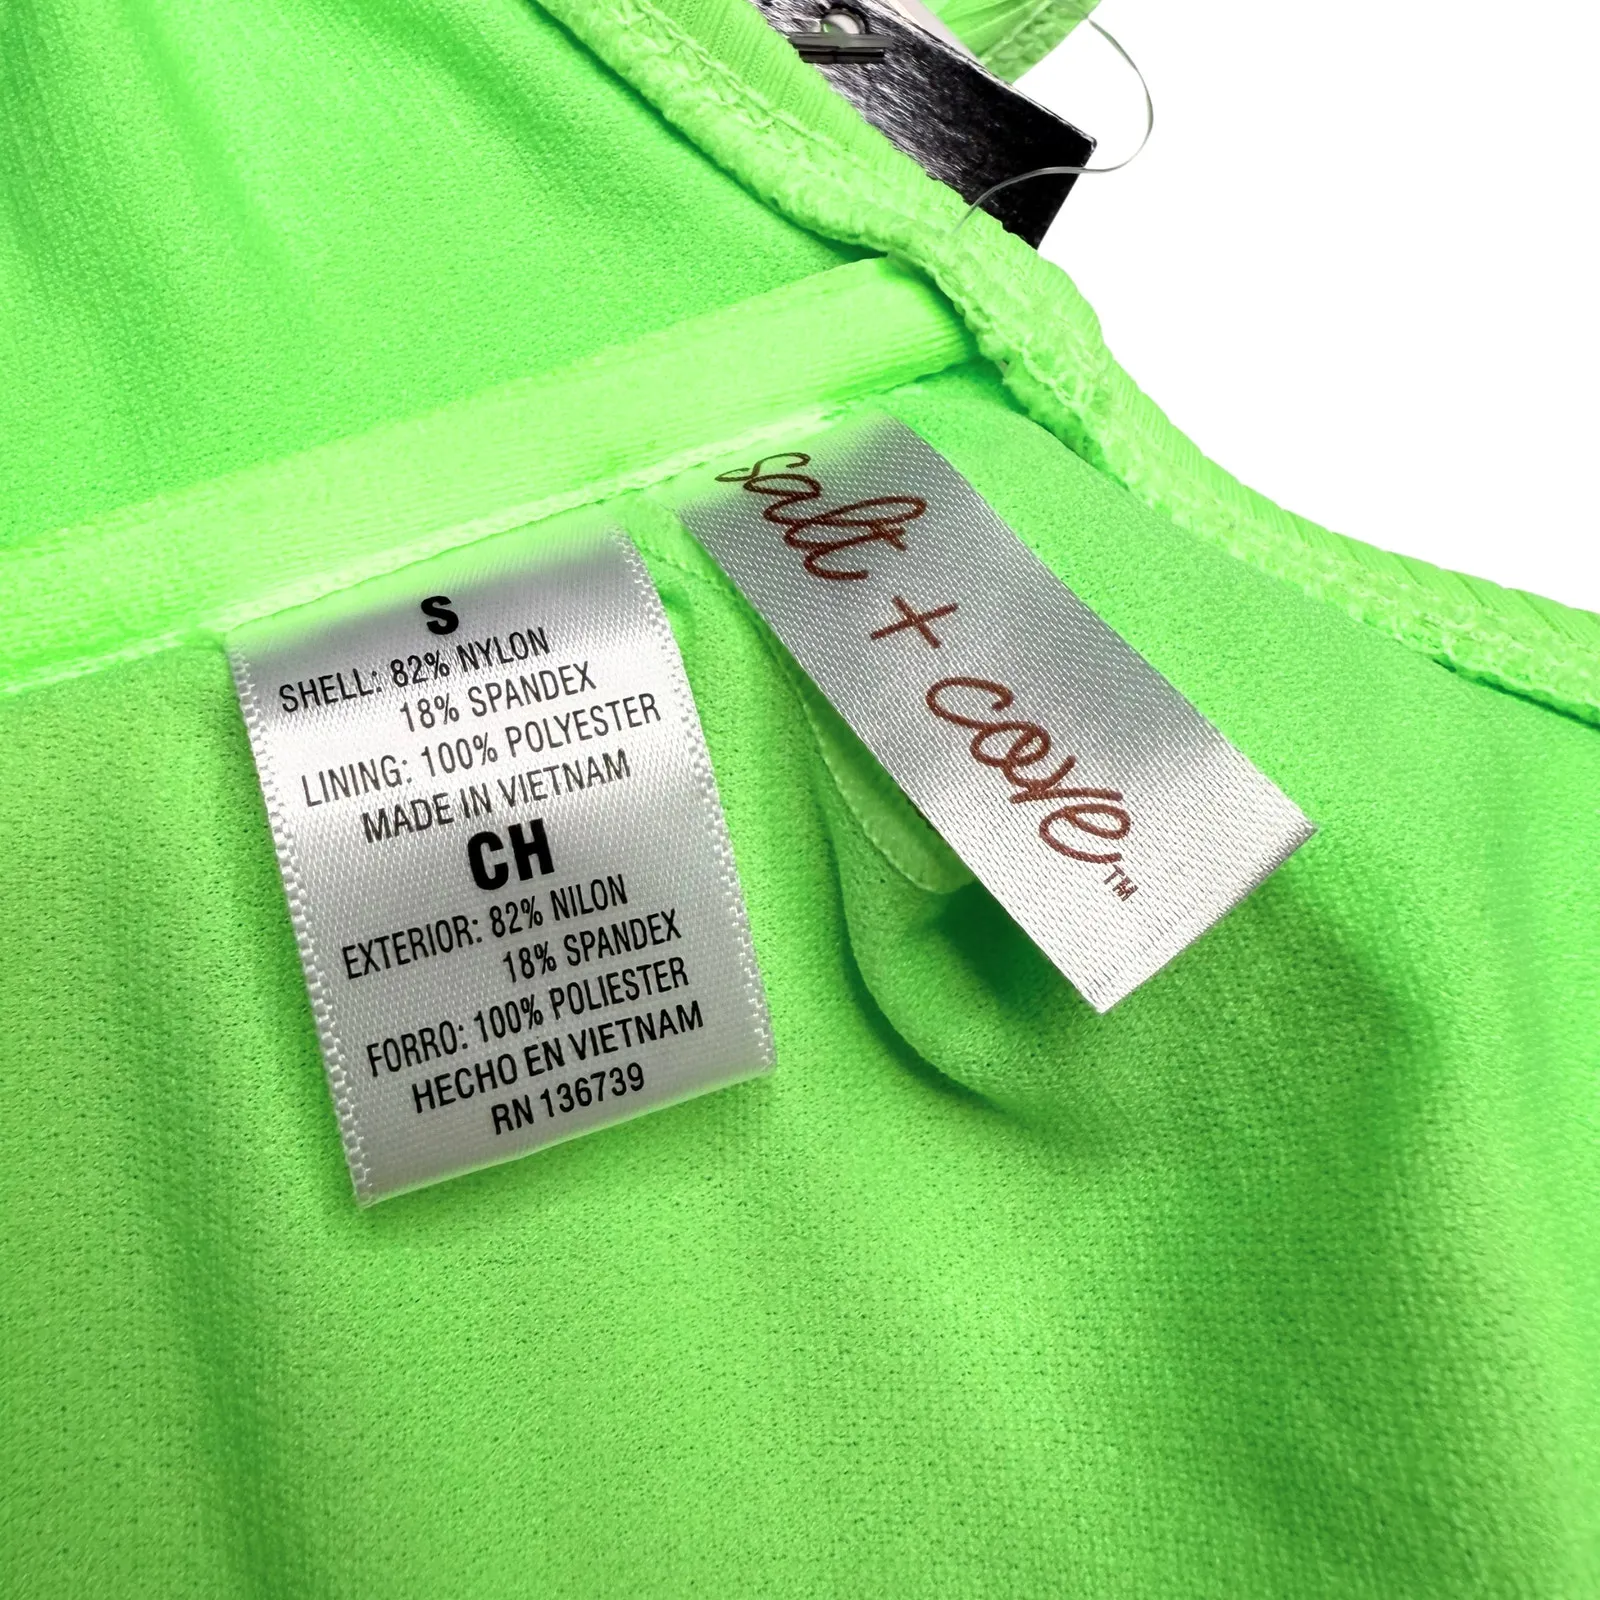 S
SHELL: 82% NYLON
18% SPANDEX
LINING: 100% POLYESTER
MADE IN VIETNAM
CH
EXTERIOR: 82% NILON
18% SPANDEX
FORRO: 100% POLIESTER
HECHO EN VIETNAM
RN 136739
salt
+
cove™